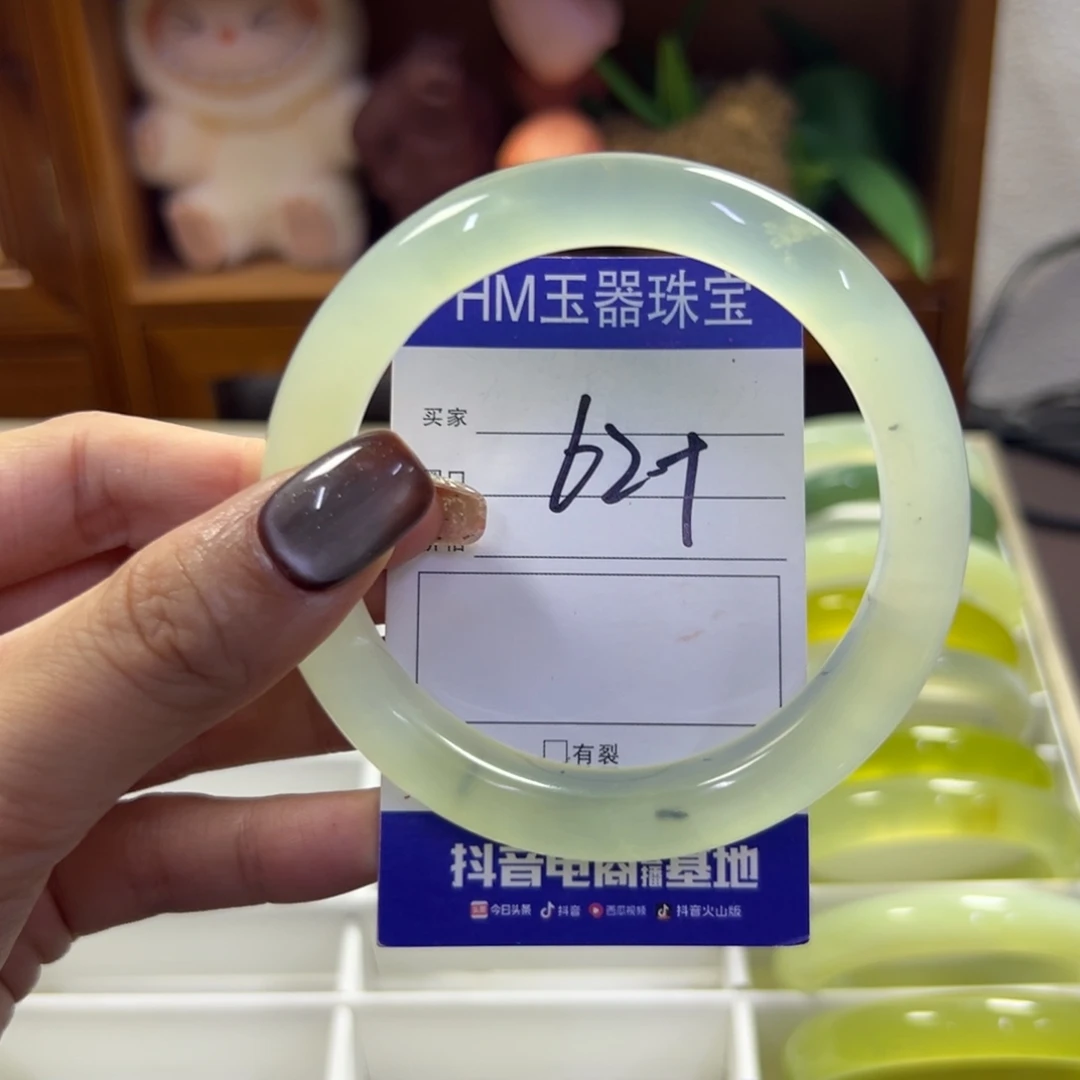 HM玉器珠宝
买家
62
□有裂
抖音电商直播基地
今日头条 抖音 西瓜视频 抖音火山版